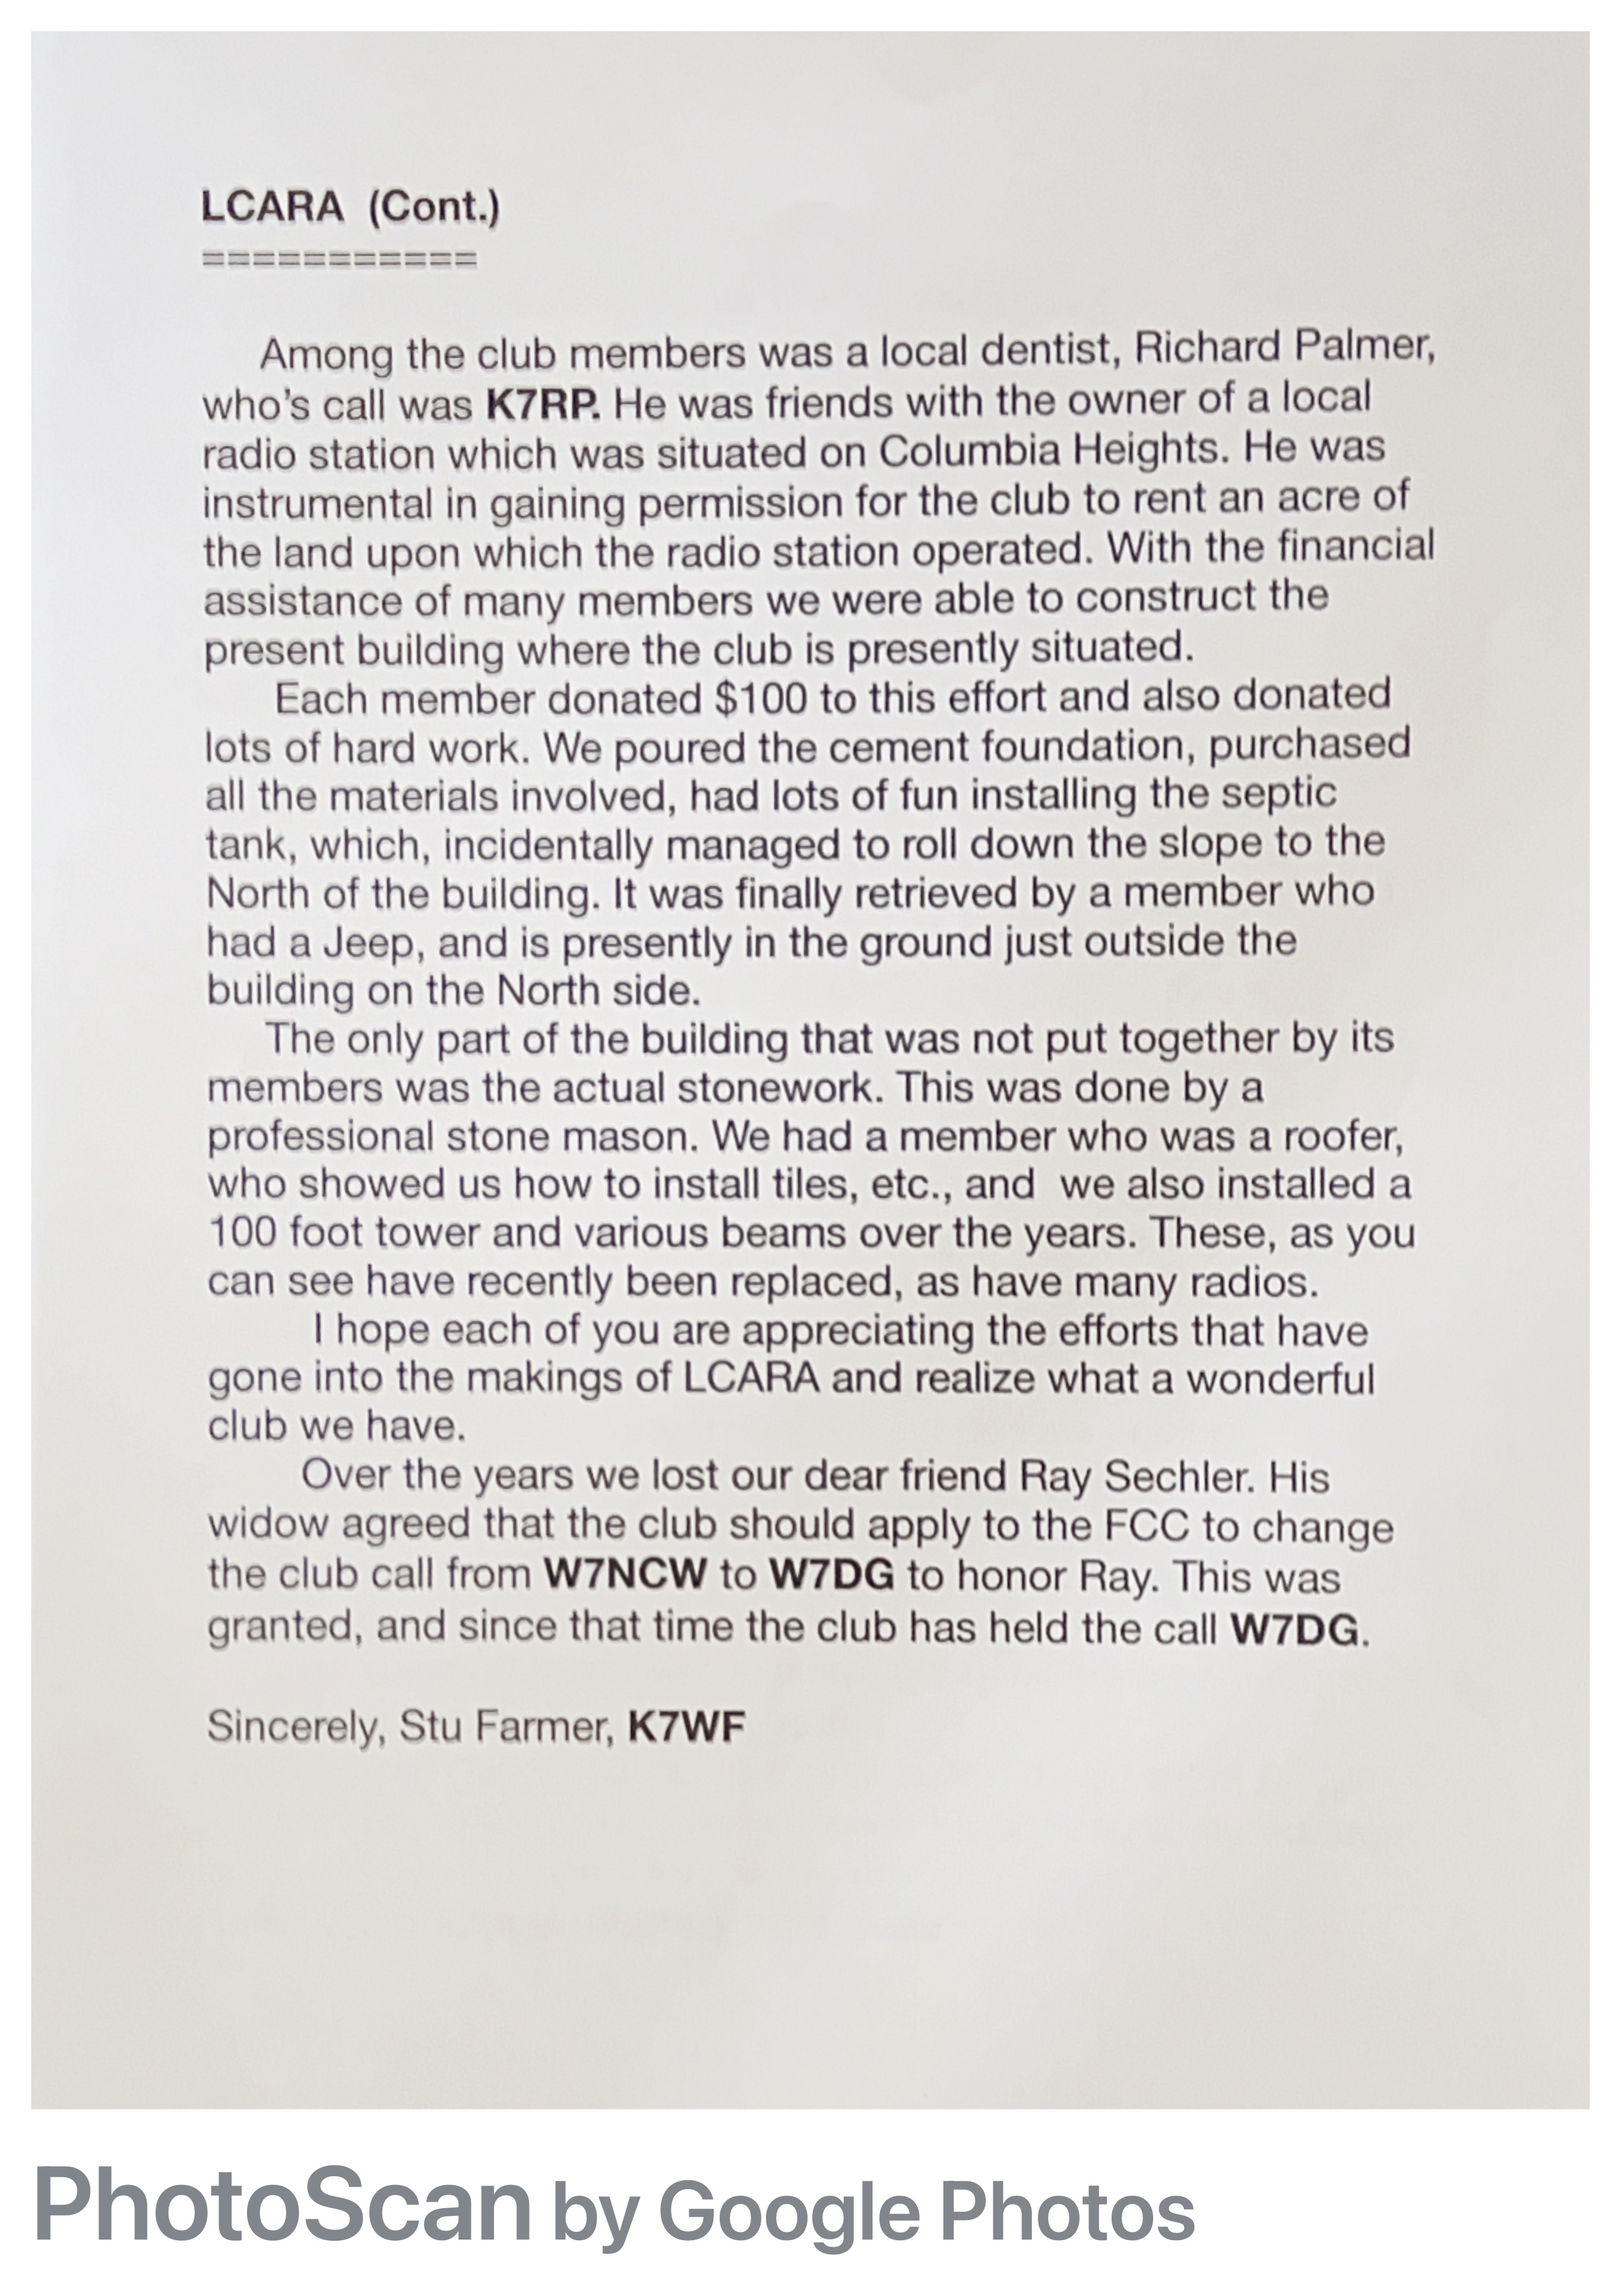 LCARA  (Cont.)
===========
Among the club members was a local dentist, Richard Palmer,
who's call was K7RP. He was friends with the owner of a local
radio station which was situated on Columbia Heights. He was
instrumental in gaining permission for the club to rent an acre of
the land upon which the radio station operated. With the financial
assistance of many members we were able to construct the
present building where the club is presently situated.
Each member donated $100 to this effort and also donated
lots of hard work. We poured the cement foundation, purchased
all the materials involved, had lots of fun installing the septic
tank, which, incidentally managed to roll down the slope to the
North of the building. It was finally retrieved by a member who
had a Jeep, and is presently in the ground just outside the
building on the North side.
The only part of the building that was not put together by its
members was the actual stonework. This was done by a
professional stone mason. We had a member who was a roofer,
who showed us how to install tiles, etc., and  we also installed a
100 foot tower and various beams over the years. These, as you
can see have recently been replaced, as have many radios.
I hope each of you are appreciating the efforts that have
gone into the makings of LCARA and realize what a wonderful
club we have.
Over the years we lost our dear friend Ray Sechler. His
widow agreed that the club should apply to the FCC to change
the club call from W7NCW to W7DG to honor Ray. This was
granted, and since that time the club has held the call W7DG.
Sincerely, Stu Farmer, K7WF
PhotoScan by Google Photos